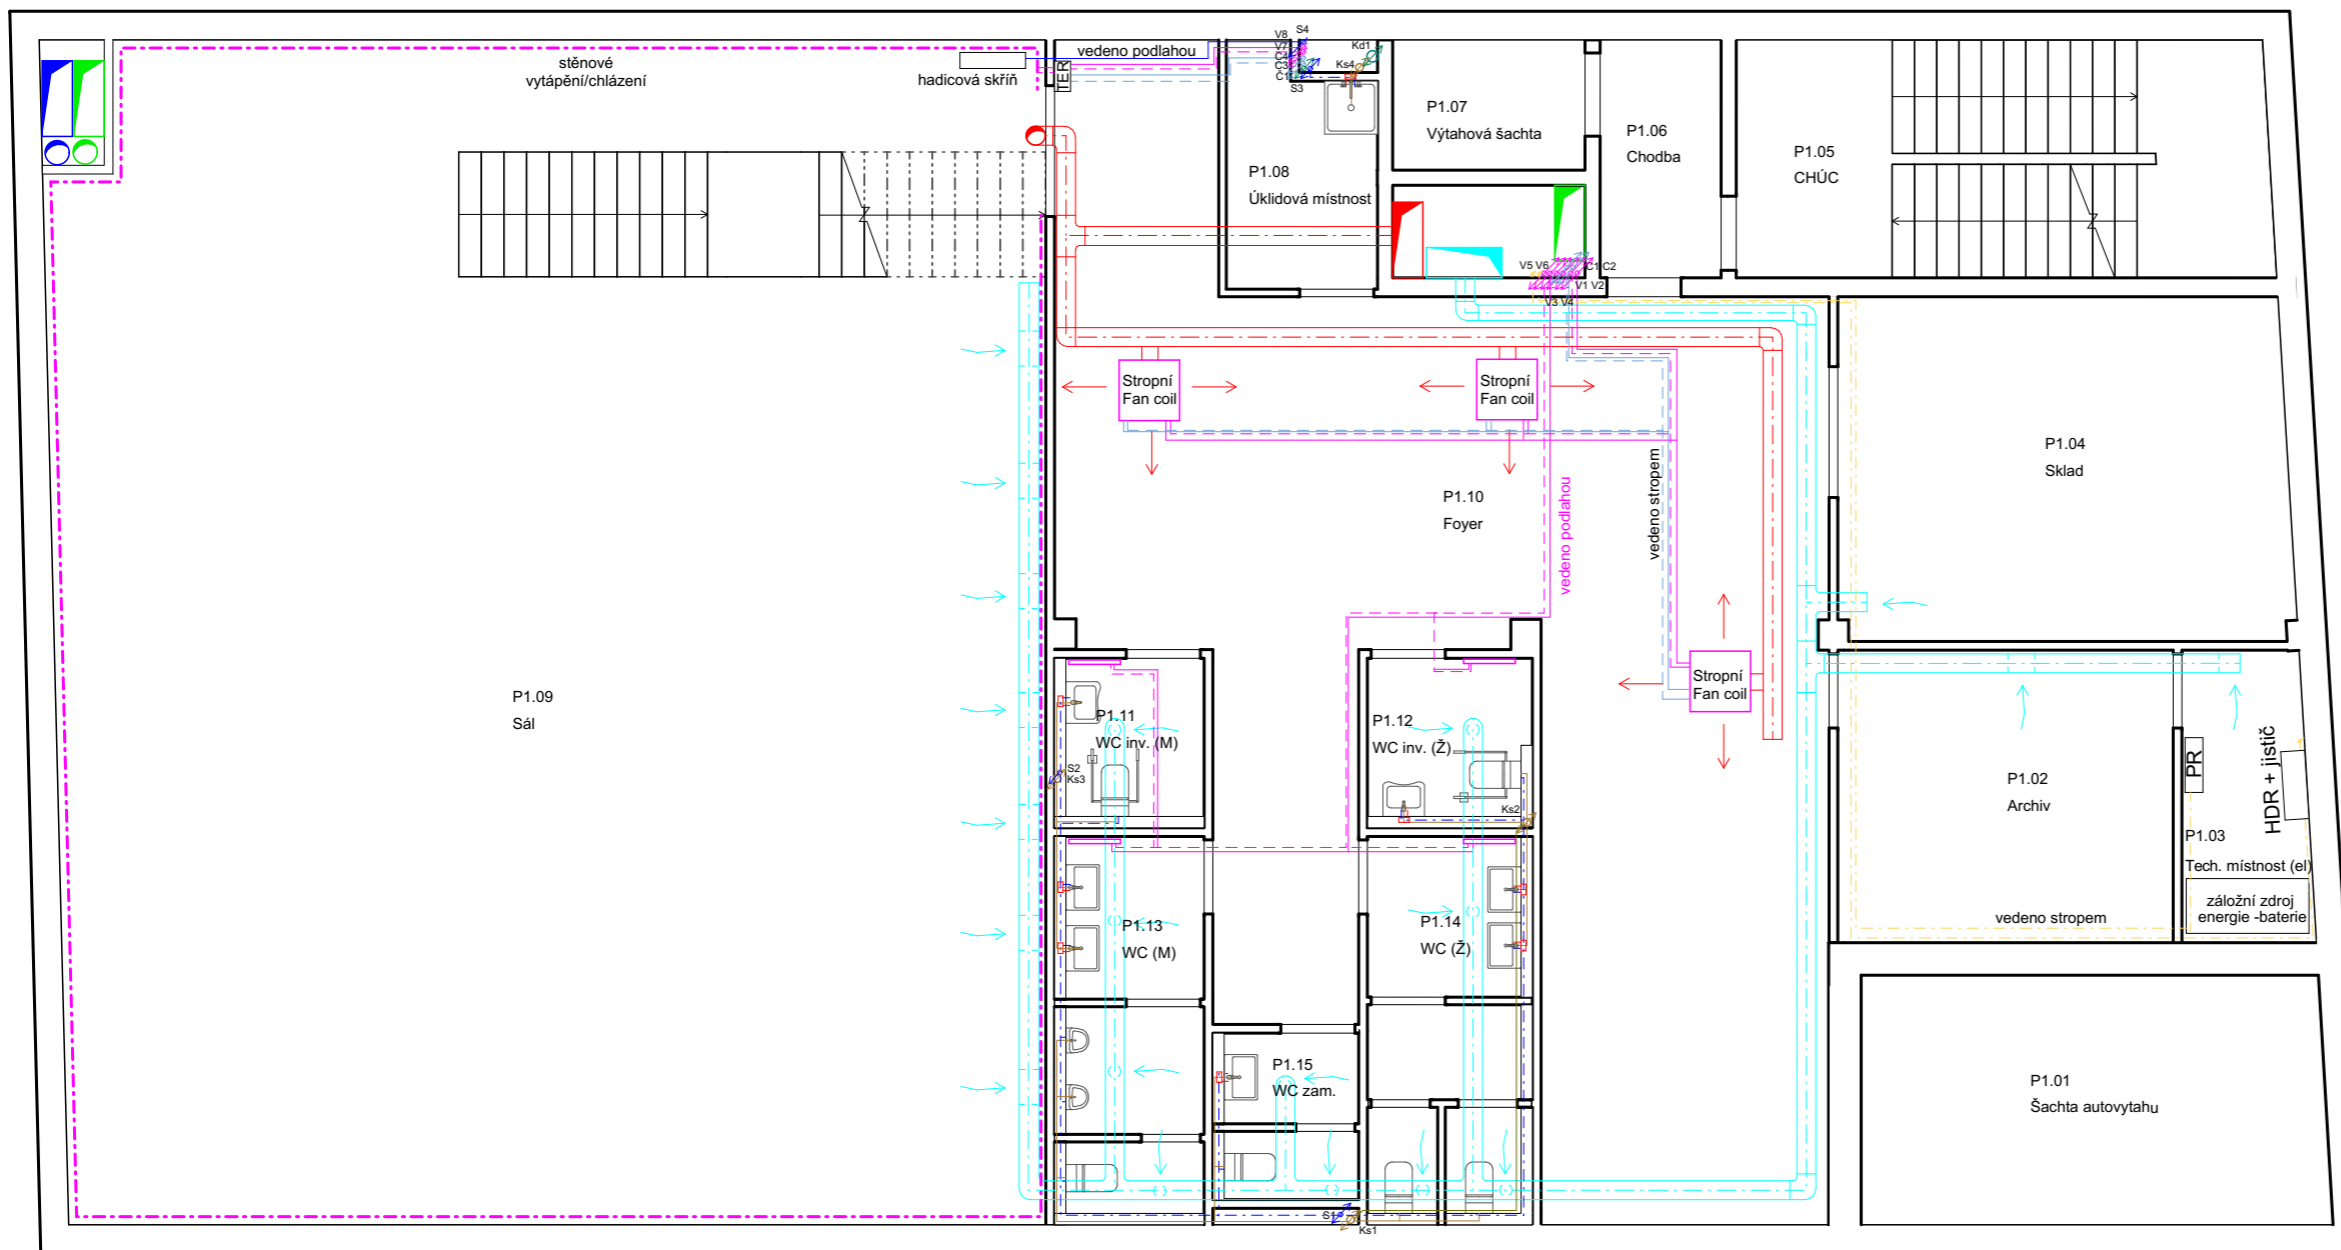 stěnové
vytápění/chlázení
hadicová skříň
TER
vedeno podlahou
V8
V7
C4
C3
Č1
S4
S3
Kd1
Ks4
P1.07
Výtahová šachta
P1.08
Úklidová místnost
P1.06
Chodba
P1.05
CHÚC
V5 V6
C1 C2
V1 V2
V3 V4
Stropní
Fan coil
Stropní
Fan coil
P1.04
Sklad
P1.10
Foyer
vedeno podlahou
vedeno stropem
P1.09
Sál
Stropní
Fan coil
P1.11
WC inv. (M)
S2
Ks3
P1.12
WC inv. (Ž)
Ks2
P1.02
Archiv
PR
HDR + jistič
P1.03
Tech. místnost (el)
záložní zdroj
energie -baterie
vedeno stropem
P1.13
WC (M)
P1.14
WC (Ž)
P1.15
WC zam.
P1.01
Šachta autovytahu
S1
Ks1